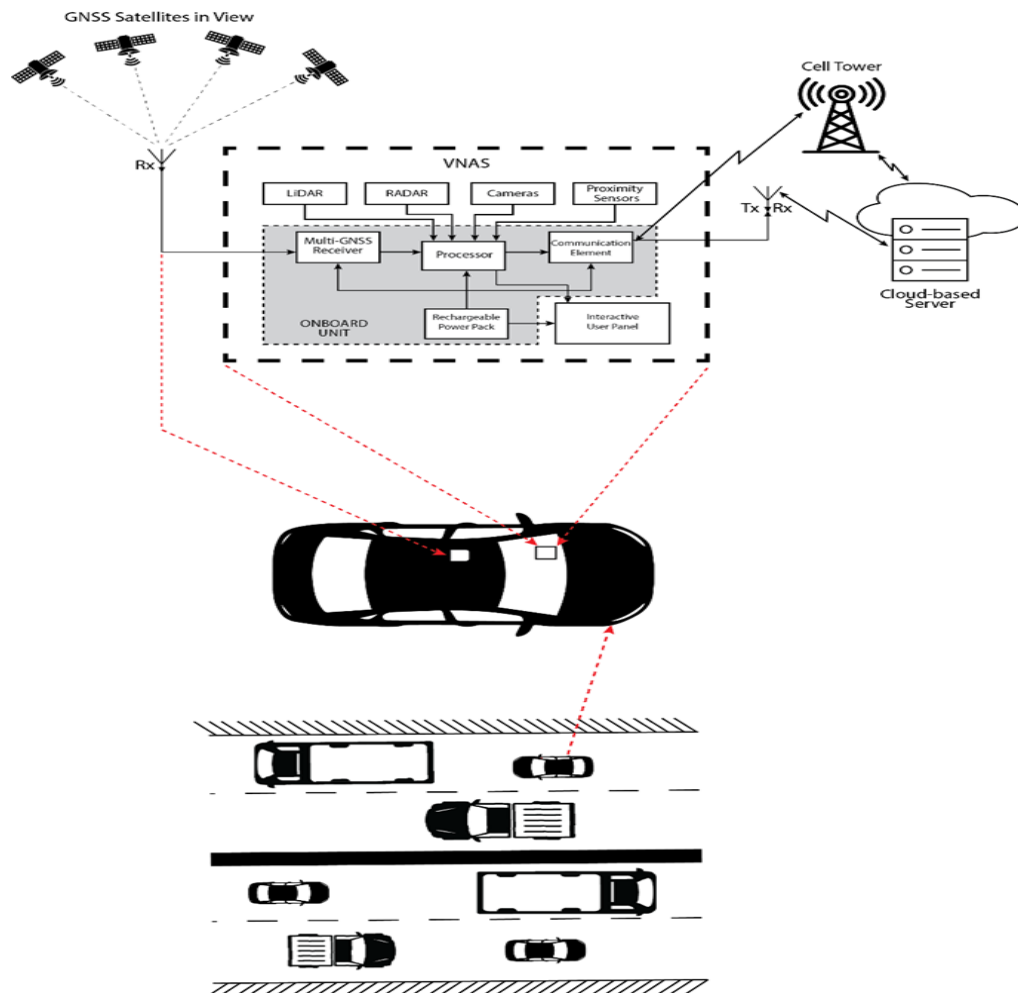 GNSS Satellites in View
Cell Tower
Rx
VNAS
LiDAR
RADAR
Cameras
Proximity
Sensors
Tx
Rx
Multi-GNSS
Receiver
Processor
Communication
Element
Cloud-based
Server
ONBOARD
UNIT
Rechargeable
Power Pack
Interactive
User Panel